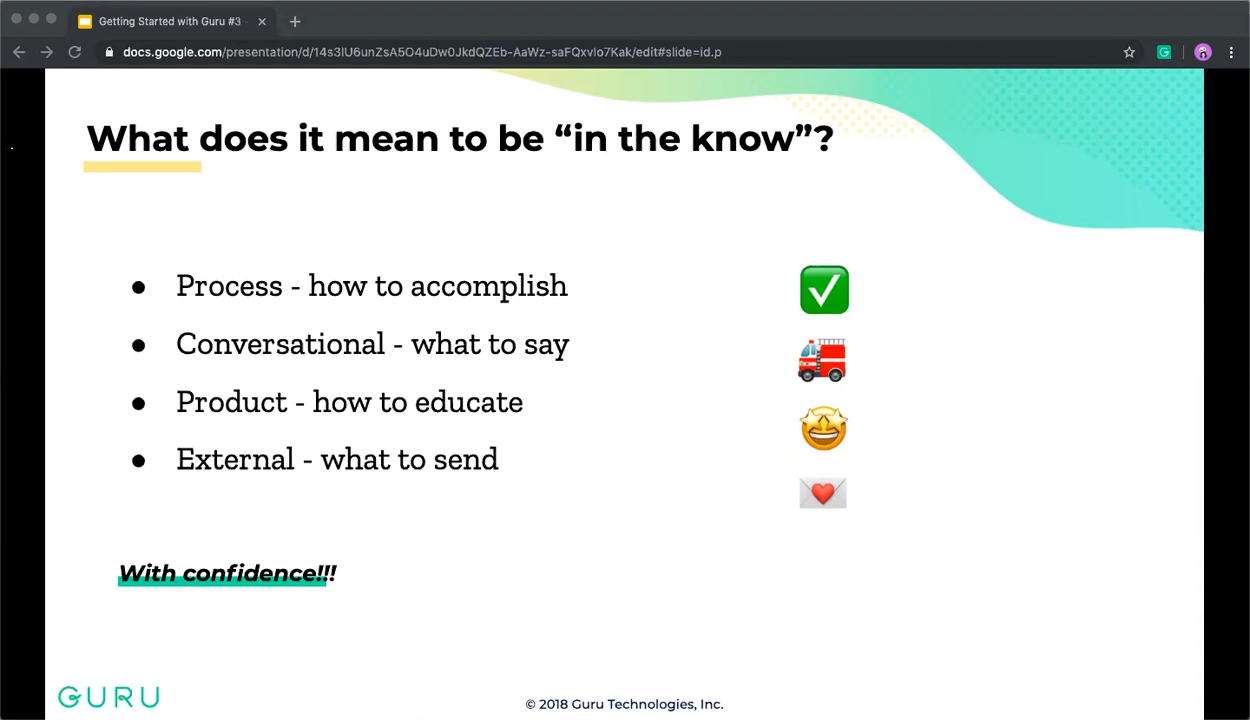 Getting Started with Guru #3 -
docs.google.com/presentation/d/14s3lU6unZsA5O4uDw0JkdQZEb-AaWz-saFQxvlo7Kak/edit#slide=id.p
What does it mean to be “in the know”?
● Process - how to accomplish
● Conversational - what to say
● Product - how to educate
● External - what to send
With confidence!!!
GURU
© 2018 Guru Technologies, Inc.